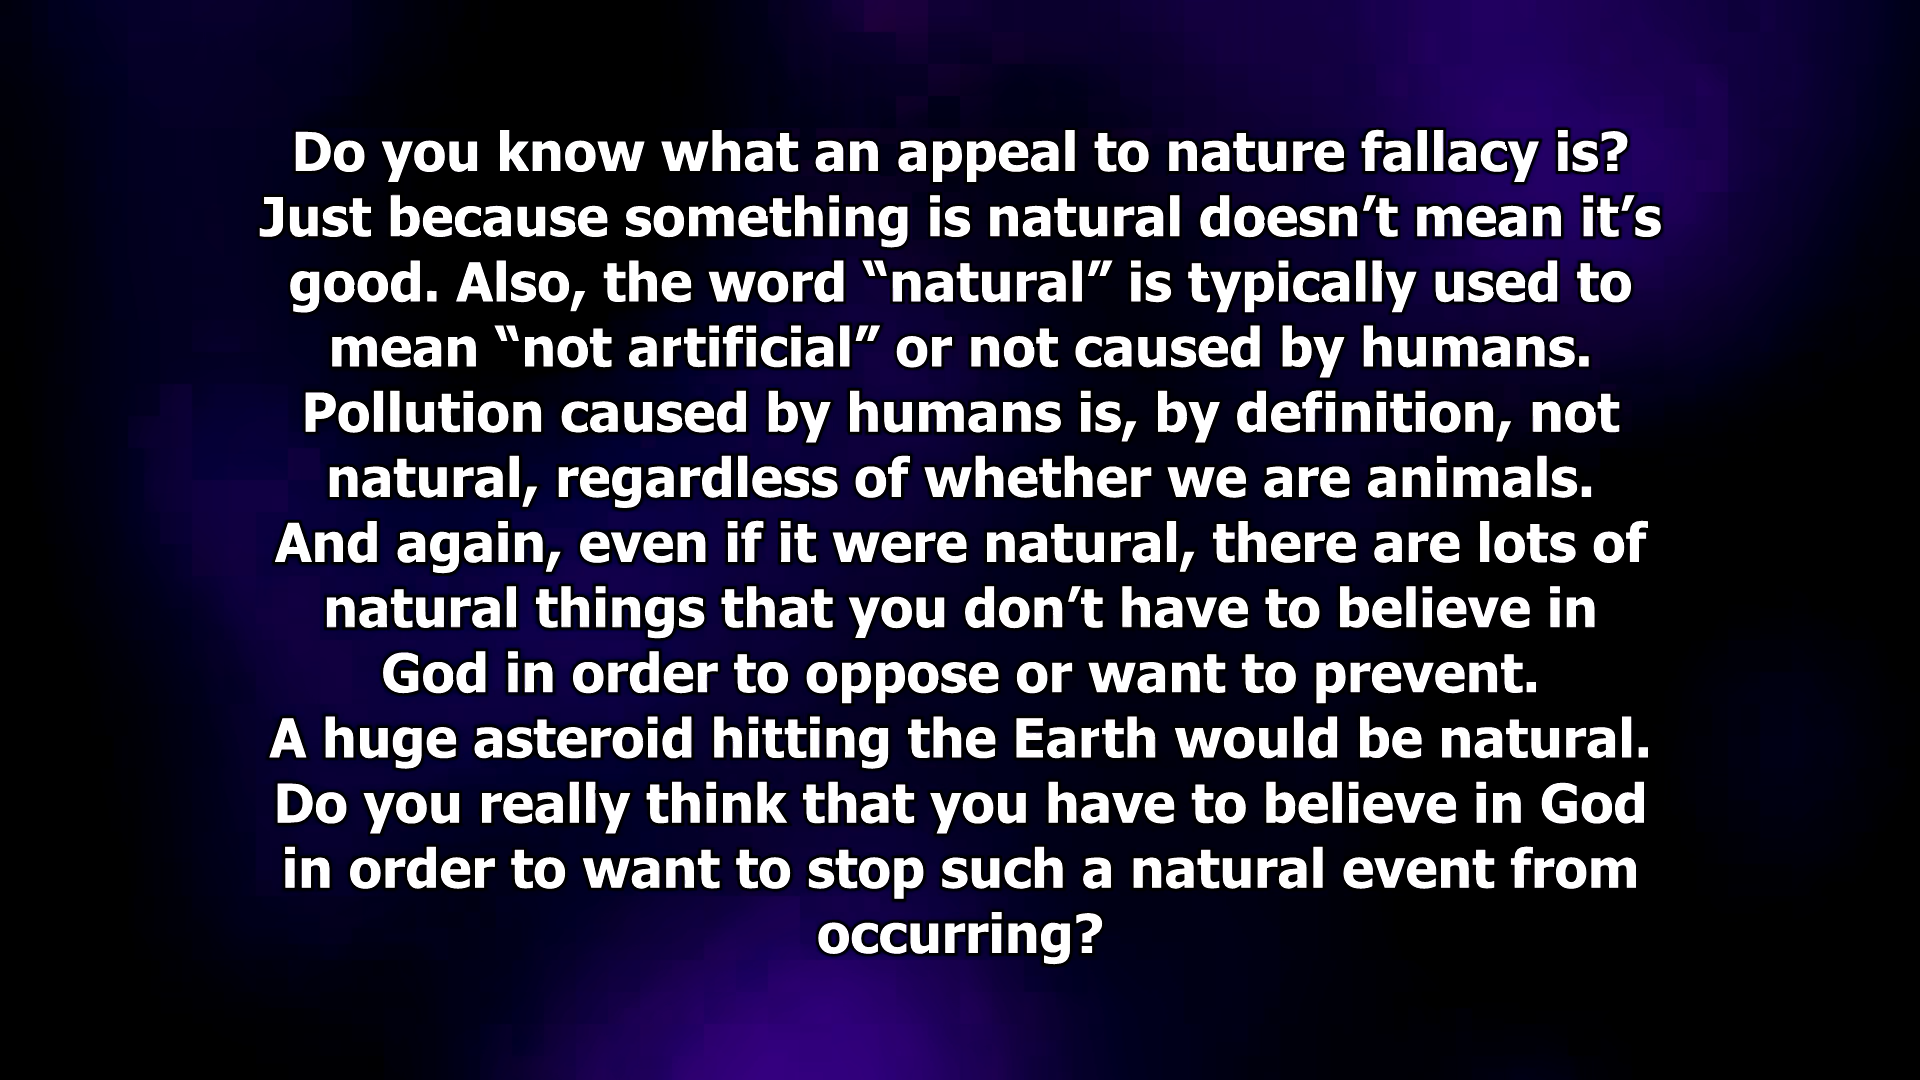 Do you know what an appeal to nature fallacy is?
Just because something is natural doesn’t mean it’s
good. Also, the word “natural” is typically used to
mean “not artificial” or not caused by humans.
Pollution caused by humans is, by definition, not
natural, regardless of whether we are animals.
And again, even if it were natural, there are lots of
natural things that you don’t have to believe in
God in order to oppose or want to prevent.
A huge asteroid hitting the Earth would be natural.
Do you really think that you have to believe in God
in order to want to stop such a natural event from
occurring?